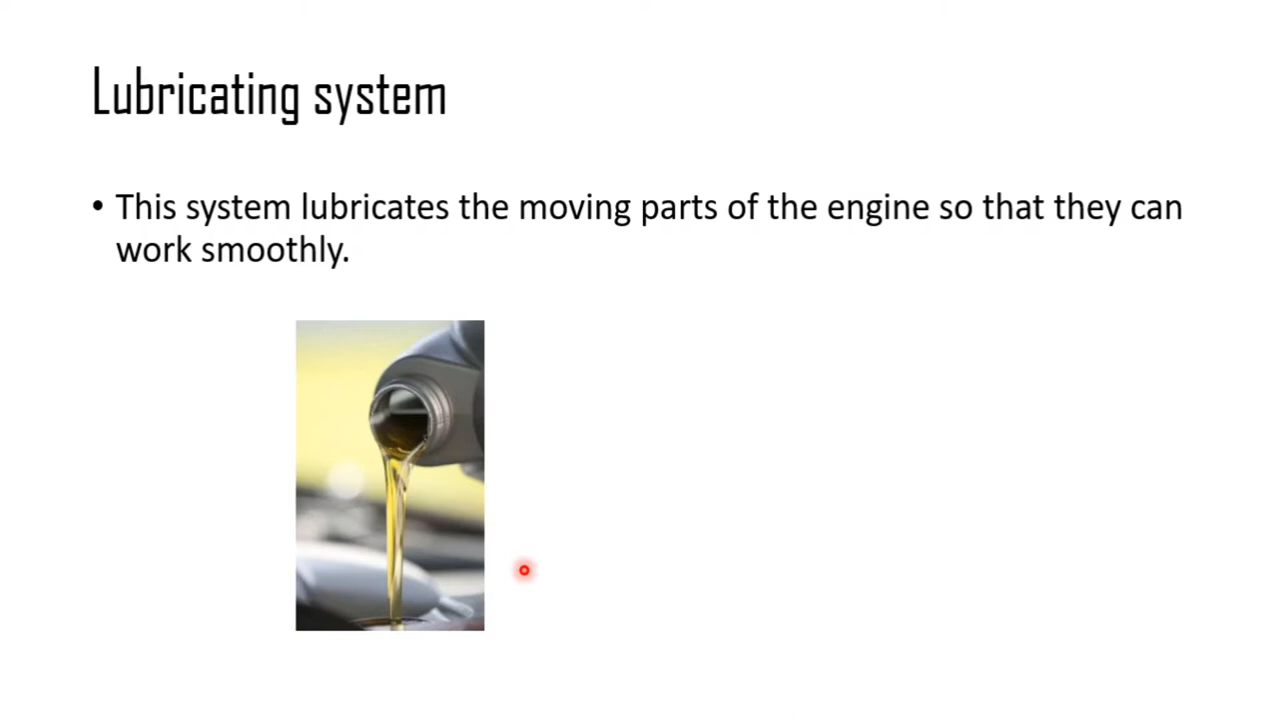 Lubricating system
• This system lubricates the moving parts of the engine so that they can
work smoothly.